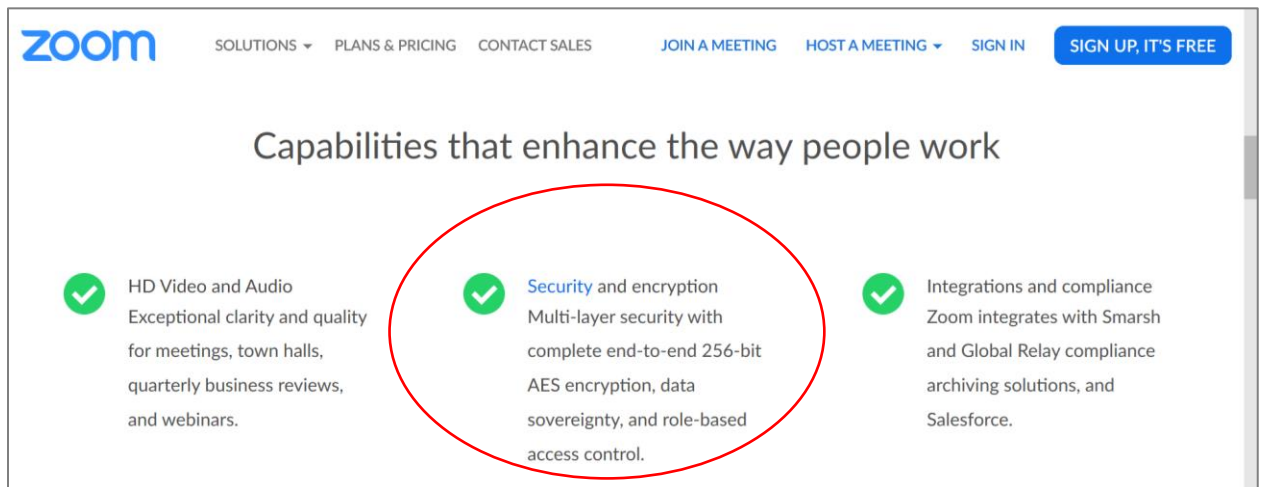 zoom SOLUTIONS PLANS & PRICING CONTACT SALES JOIN A MEETING HOST A MEETING SIGN IN SIGN UP, IT'S FREE
Capabilities that enhance the way people work
HD Video and Audio
Exceptional clarity and quality
for meetings, town halls,
quarterly business reviews,
and webinars.
Security and encryption
Multi-layer security with
complete end-to-end 256-bit
AES encryption, data
sovereignty, and role-based
access control.
Integrations and compliance
Zoom integrates with Smarsh
and Global Relay compliance
archiving solutions, and
Salesforce.